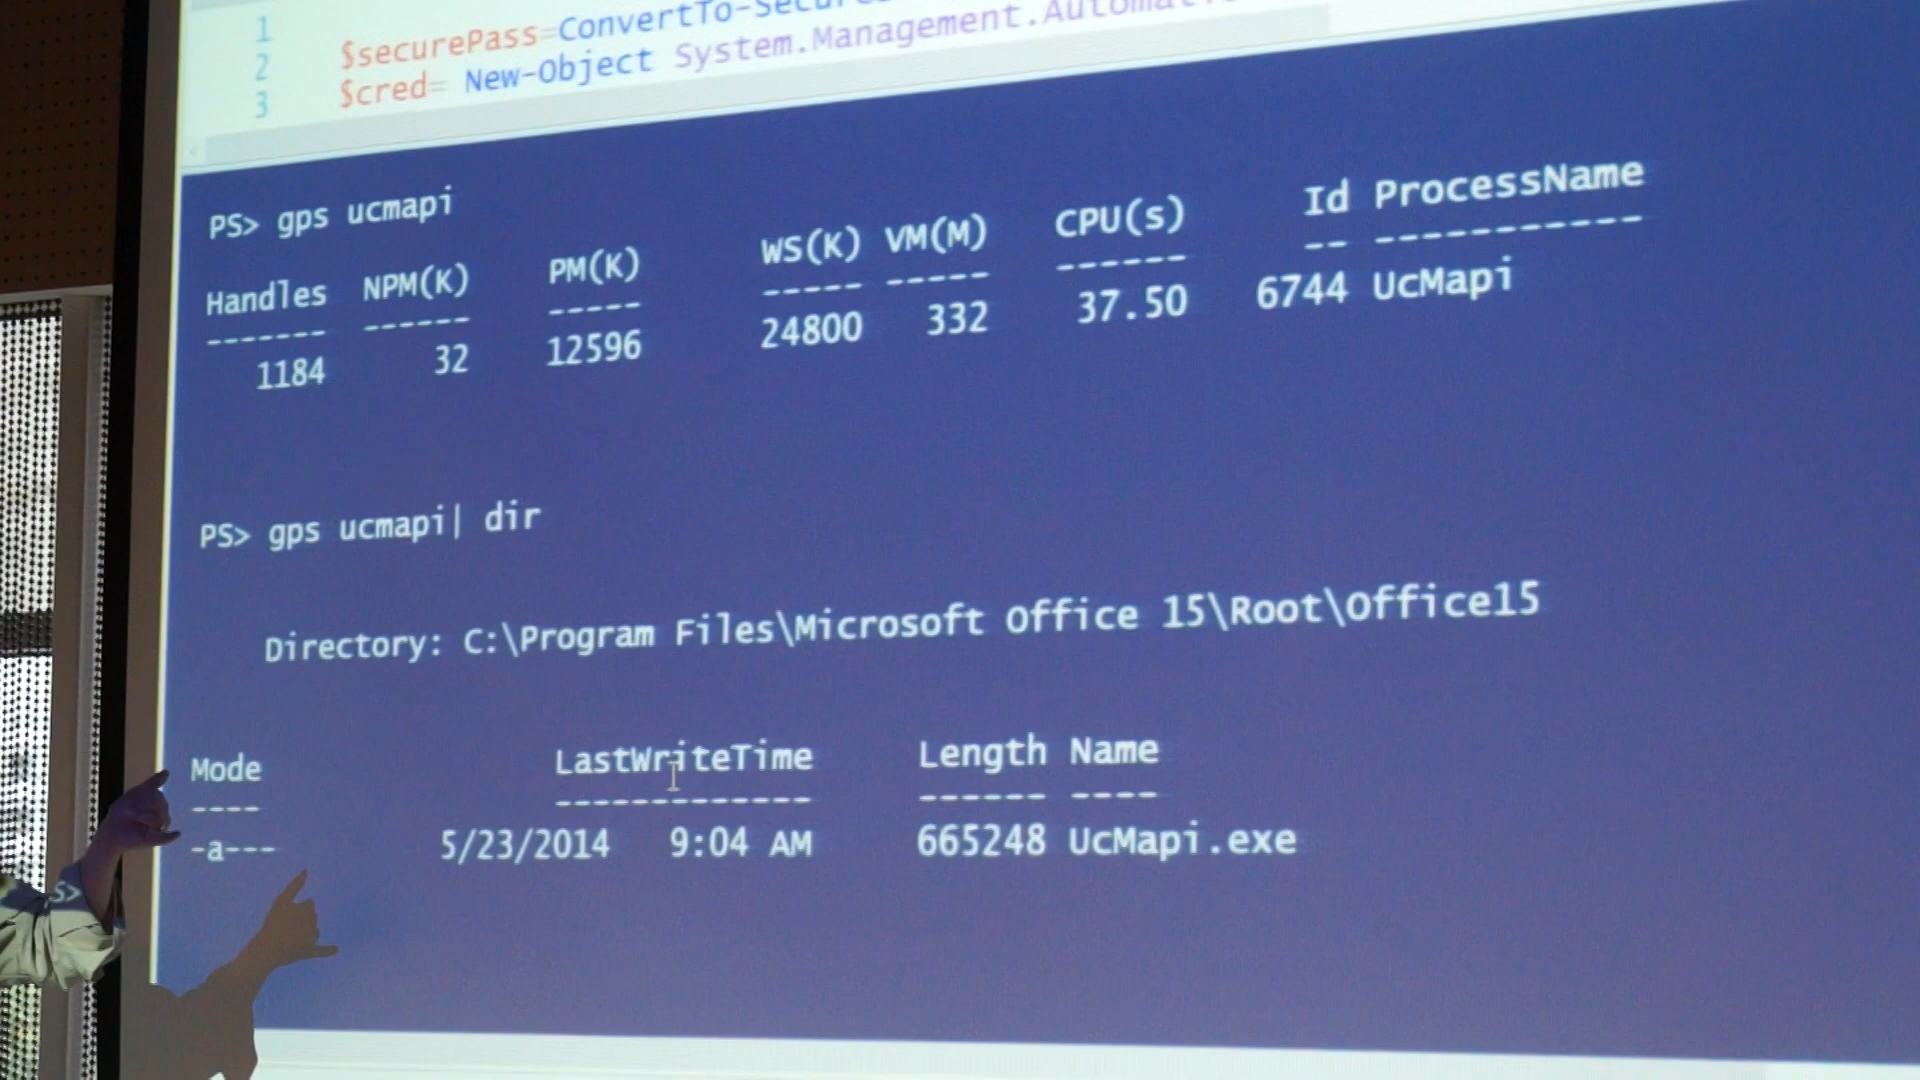 1
2 $securePass=ConvertTo-Secure
3 $cred= New-Object System.Management.Automati
PS> gps ucmapi
Handles NPM(K) PM(K) WS(K) VM(M) CPU(s) Id ProcessName
------- ------ ----- ----- ----- ------ -- -----------
1184 32 12596 24800 332 37.50 6744 UcMapi
PS> gps ucmapi| dir
Directory: C:\Program Files\Microsoft Office 15\Root\Office15
Mode LastWriteTime Length Name
---- ------------- ------ ----
-a--- 5/23/2014 9:04 AM 665248 UcMapi.exe
S>